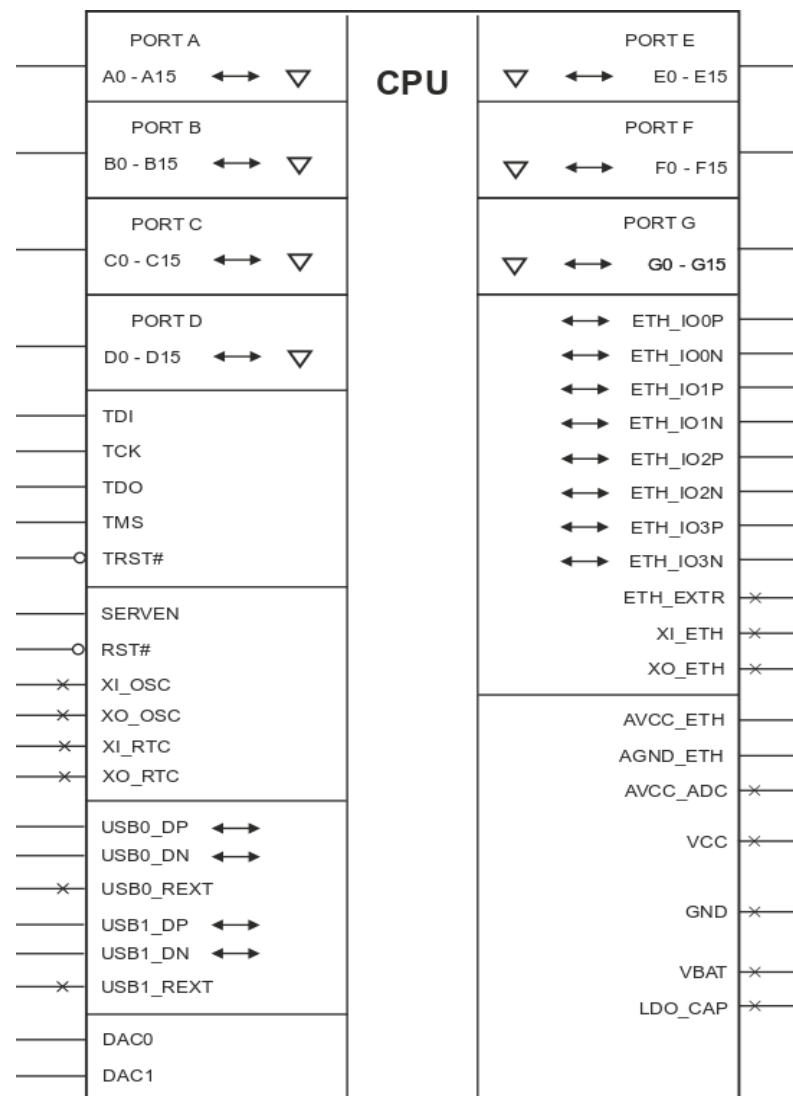 PORT A
A0 - A15
PORT B
B0 - B15
PORT C
C0 - C15
PORT D
D0 - D15
TDI
TCK
TDO
TMS
TRST#
SERVEN
RST#
XI_OSC
XO_OSC
XI_RTC
XO_RTC
USB0_DP
USB0_DN
USB0_REXT
USB1_DP
USB1_DN
USB1_REXT
DAC0
DAC1
CPU
PORT E
E0 - E15
PORT F
F0 - F15
PORT G
G0 - G15
ETH_IO0P
ETH_IO0N
ETH_IO1P
ETH_IO1N
ETH_IO2P
ETH_IO2N
ETH_IO3P
ETH_IO3N
ETH_EXTR
XI_ETH
XO_ETH
AVCC_ETH
AGND_ETH
AVCC_ADC
VCC
GND
VBAT
LDO_CAP